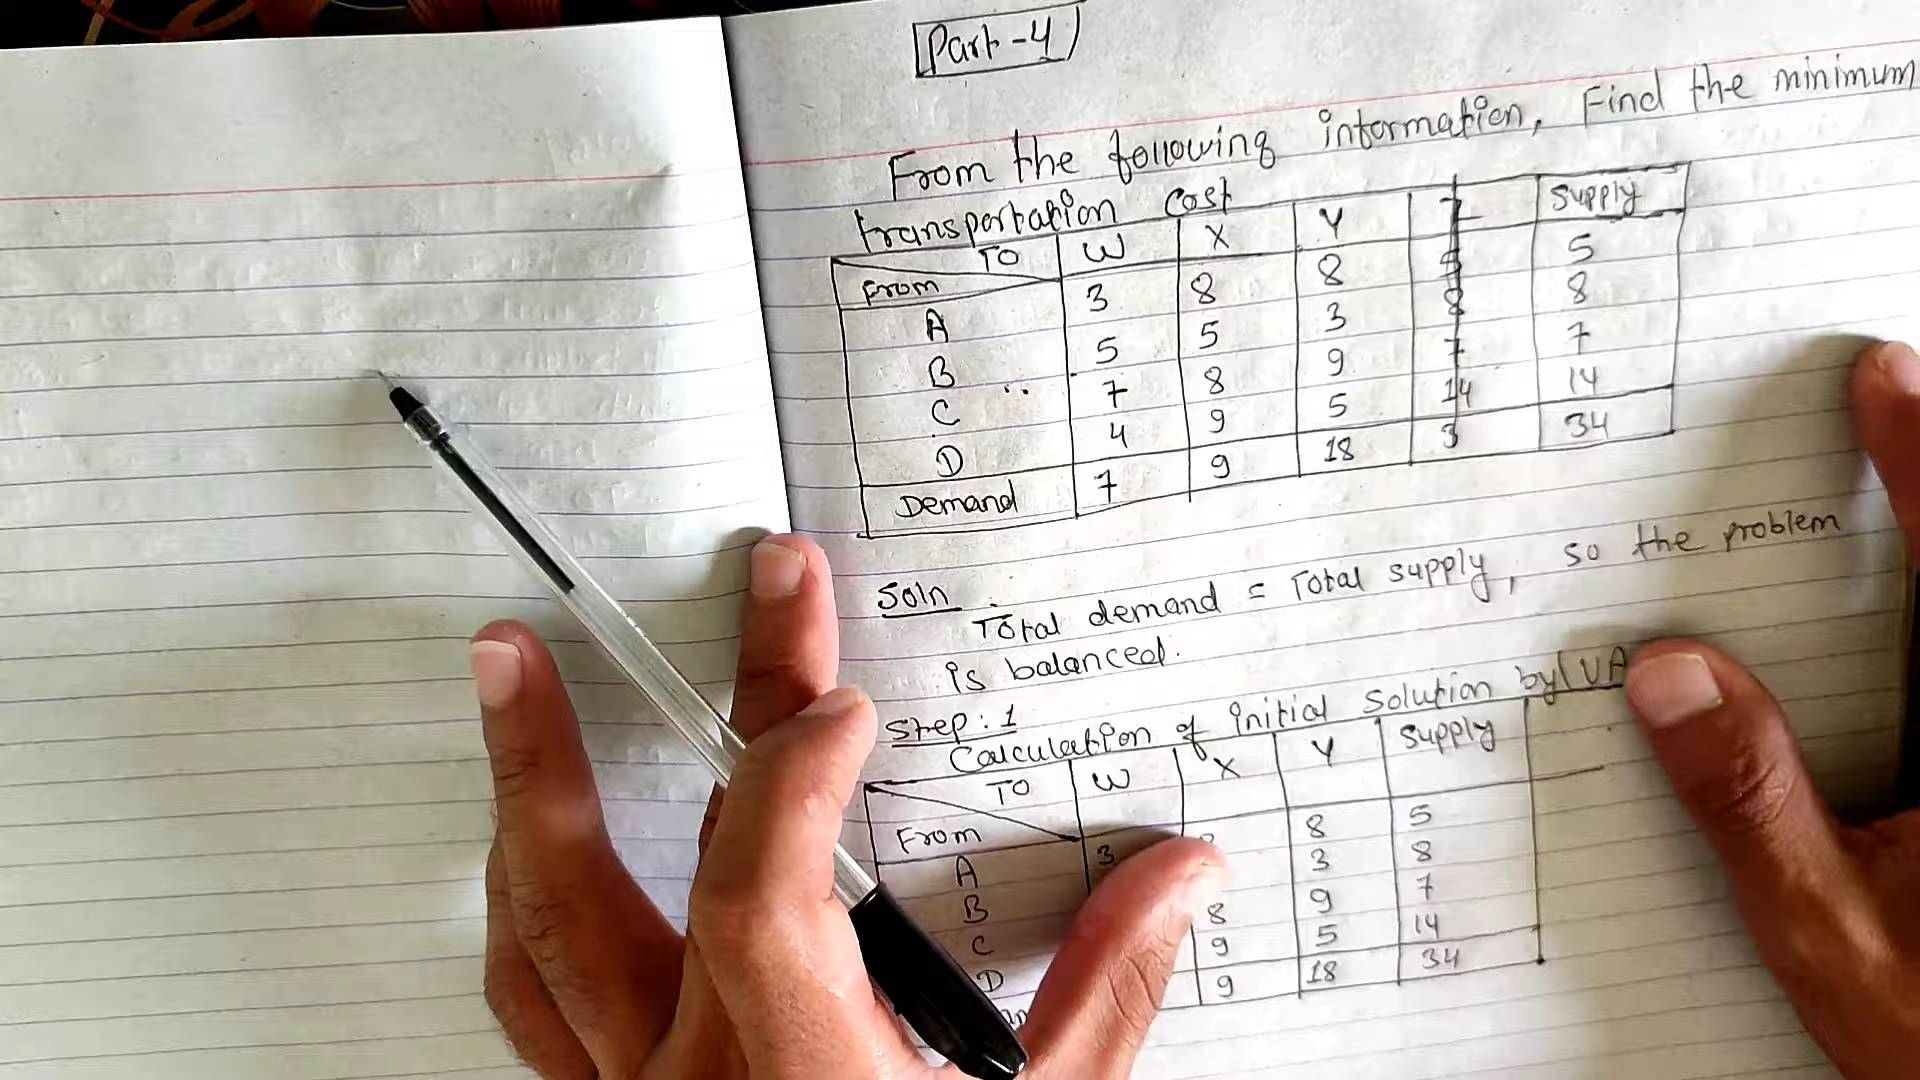 Part-4
From the following information, Find the minimum
transportation cost
TO W X Y Supply
From
A 3 8 8 5
B 5 5 3 8
C 7 8 9 7
D 4 9 5 14
Demand 7 9 18 34
Soln
Total demand = Total supply, so the problem
is balanced.
Step: 1
Calculation of initial solution by (VA
TO W X Y Supply
From
A 3 8 5
B 3 8
C 8 9 7
D 9 5 14
9 18 34